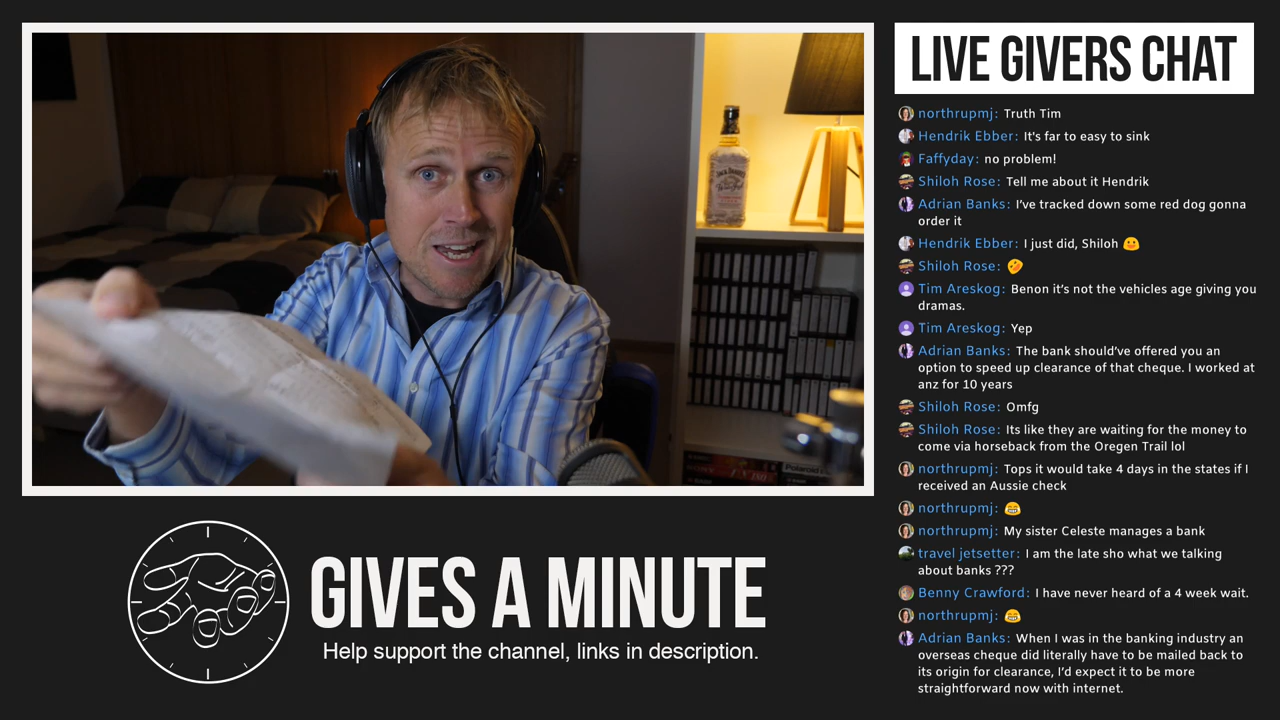 LIVE GIVERS CHAT
northrupmj: Truth Tim
Hendrik Ebber: It's far to easy to sink
Faffyday: no problem!
Shiloh Rose: Tell me about it Hendrik
Adrian Banks: I've tracked down some red dog gonna
order it
Hendrik Ebber: I just did, Shiloh 🙂
Shiloh Rose: 🤣
Tim Areskog: Benon it's not the vehicles age giving you
dramas.
Tim Areskog: Yep
Adrian Banks: The bank should've offered you an
option to speed up clearance of that cheque. I worked at
anz for 10 years
Shiloh Rose: Omfg
Shiloh Rose: Its like they are waiting for the money to
come via horseback from the Oregen Trail lol
northrupmj: Tops it would take 4 days in the states if I
received an Aussie check
northrupmj: 😁
northrupmj: My sister Celeste manages a bank
travel jetsetter: I am the late sho what we talking
about banks ???
Benny Crawford: I have never heard of a 4 week wait.
northrupmj: 😁
Adrian Banks: When I was in the banking industry an
overseas cheque did literally have to be mailed back to
its origin for clearance, I'd expect it to be more
straightforward now with internet.
GIVES A MINUTE
Help support the channel, links in description.
SONY
Polaroid